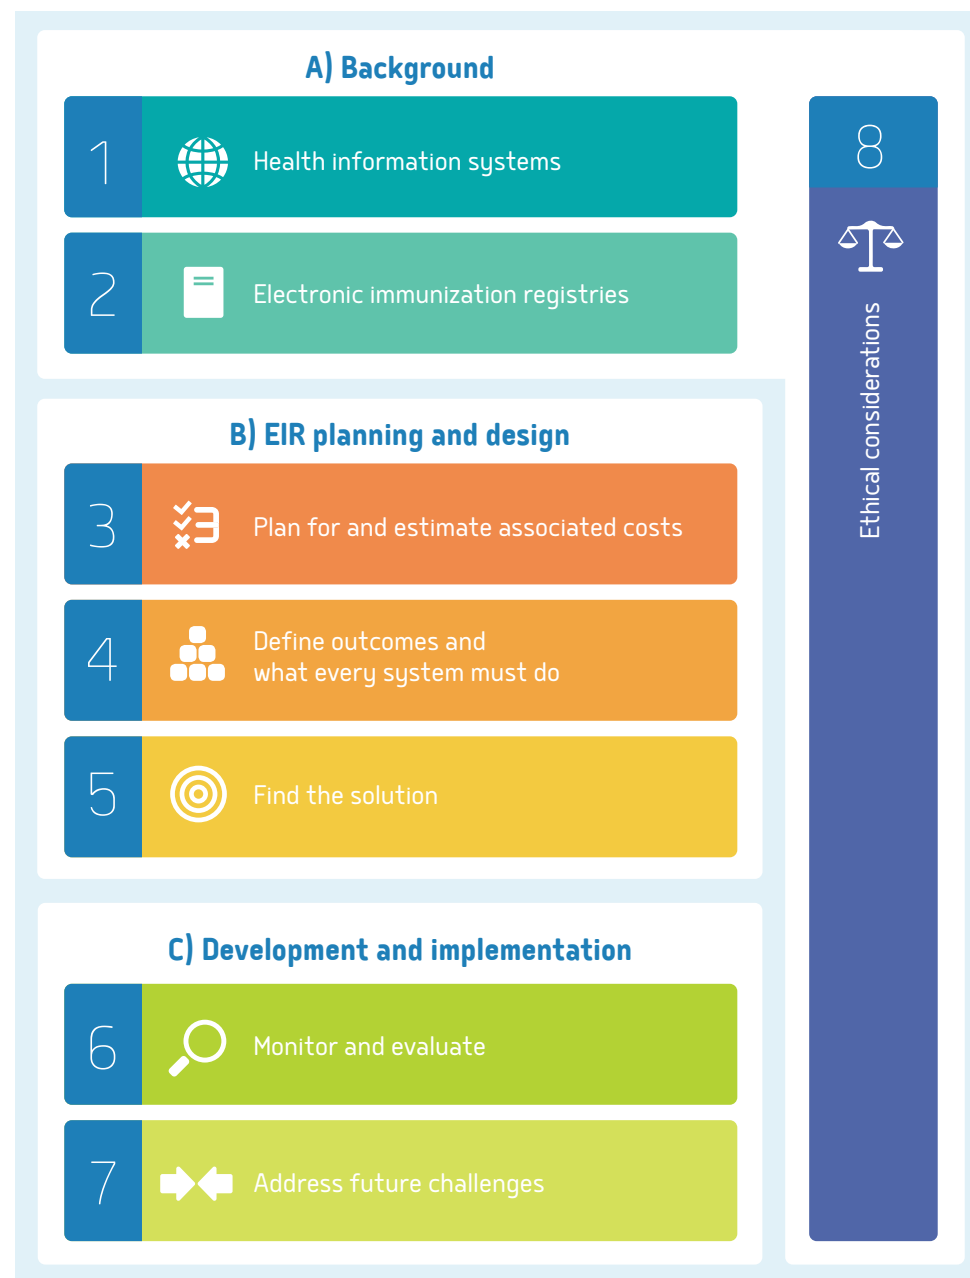 A) Background
1
Health information systems
2
Electronic immunization registries
B) EIR planning and design
3
Plan for and estimate associated costs
4
Define outcomes and
what every system must do
5
Find the solution
C) Development and implementation
6
Monitor and evaluate
7
Address future challenges
8
Ethical considerations